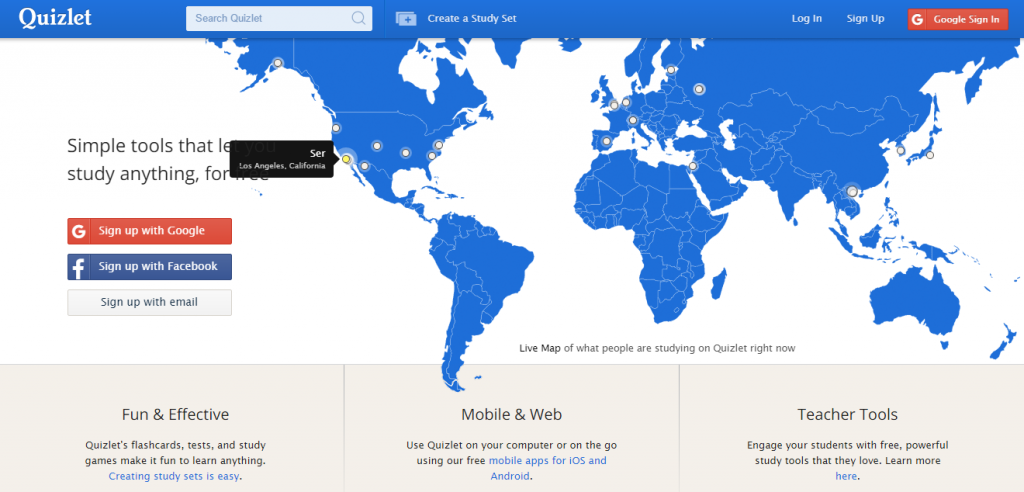 Quizlet
Search Quizlet
Create a Study Set
Log In
Sign Up
Google Sign In
Simple tools that let you
study anything, for free
Ser
Los Angeles, California
Sign up with Google
Sign up with Facebook
Sign up with email
Live Map of what people are studying on Quizlet right now
Fun & Effective
Quizlet's flashcards, tests, and study
games make it fun to learn anything.
Creating study sets is easy.
Mobile & Web
Use Quizlet on your computer or on the go
using our free mobile apps for iOS and
Android.
Teacher Tools
Engage your students with free, powerful
study tools that they love. Learn more
here.